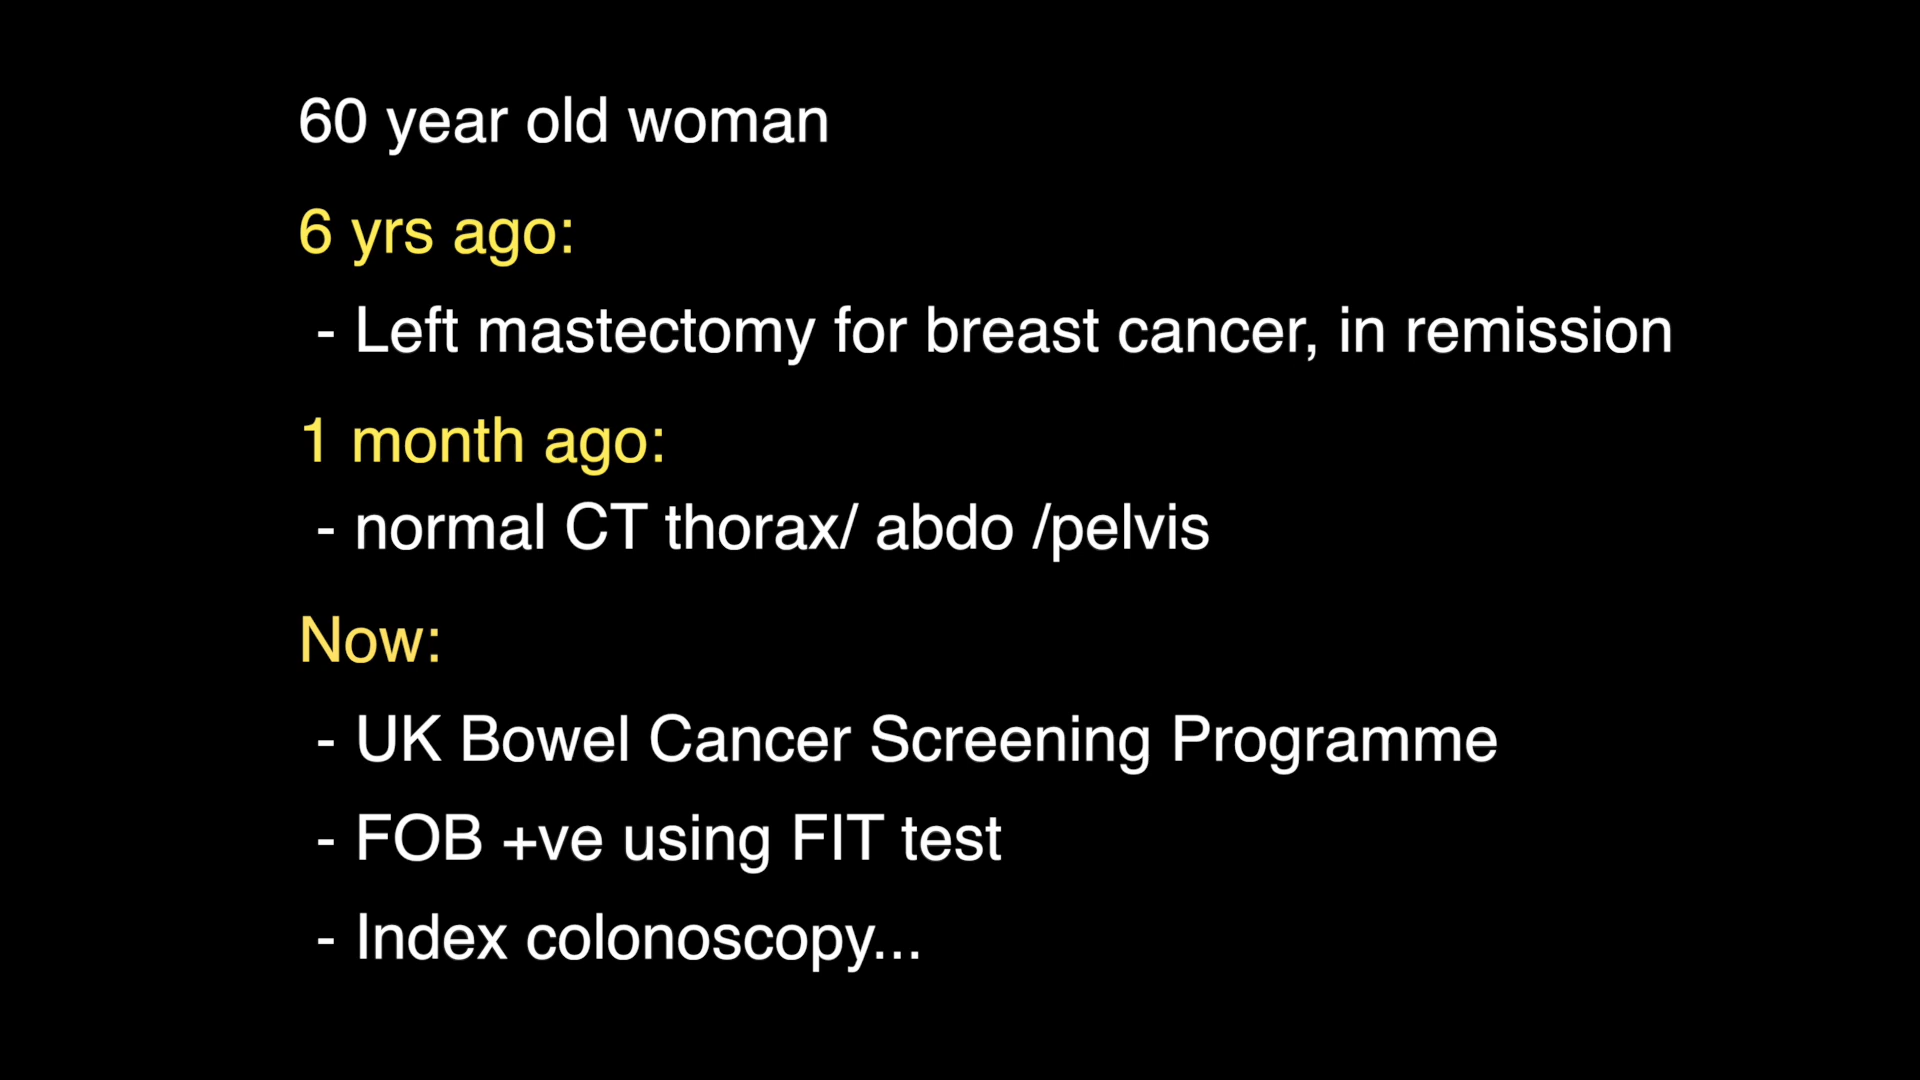 60 year old woman
6 yrs ago:
- Left mastectomy for breast cancer, in remission
1 month ago:
- normal CT thorax/ abdo /pelvis
Now:
- UK Bowel Cancer Screening Programme
- FOB +ve using FIT test
- Index colonoscopy...